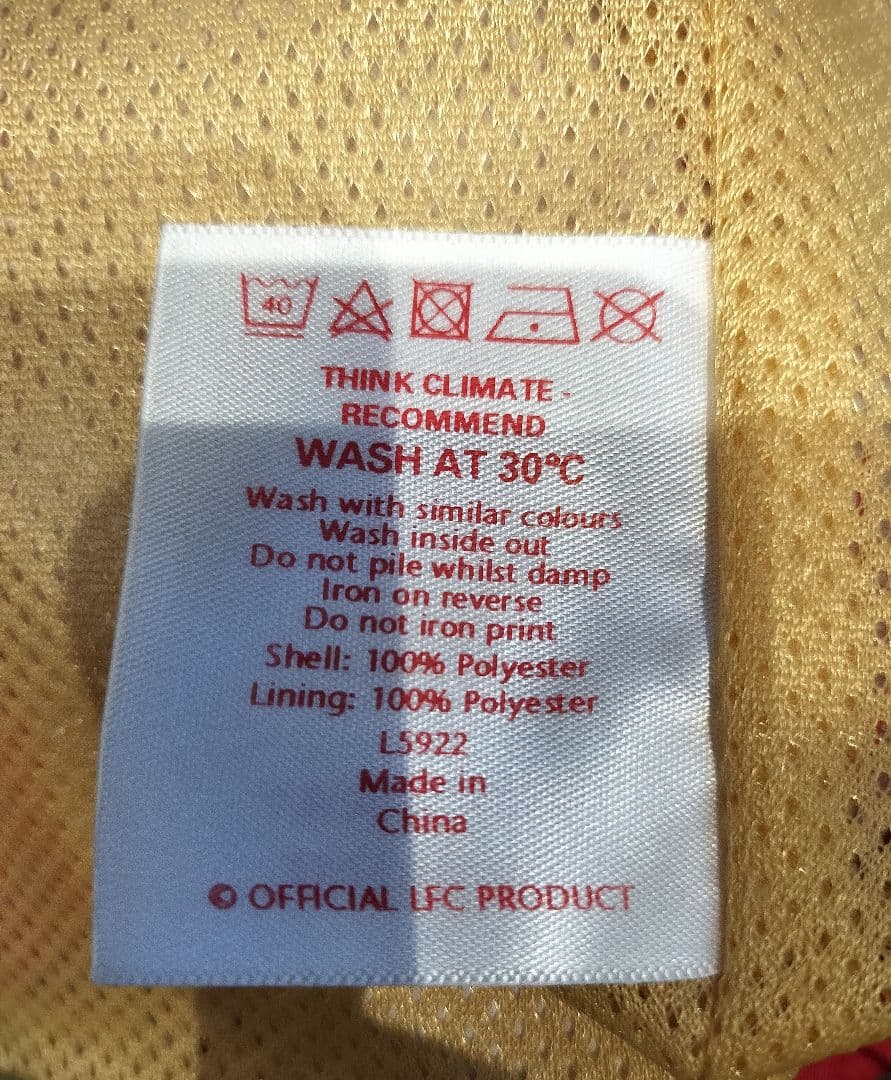 40
THINK CLIMATE -
RECOMMEND
WASH AT 30°C
Wash with similar colours
Wash inside out
Do not pile whilst damp
Iron on reverse
Do not iron print
Shell: 100% Polyester
Lining: 100% Polyester
L5922
Made in
China
© OFFICIAL LFC PRODUCT